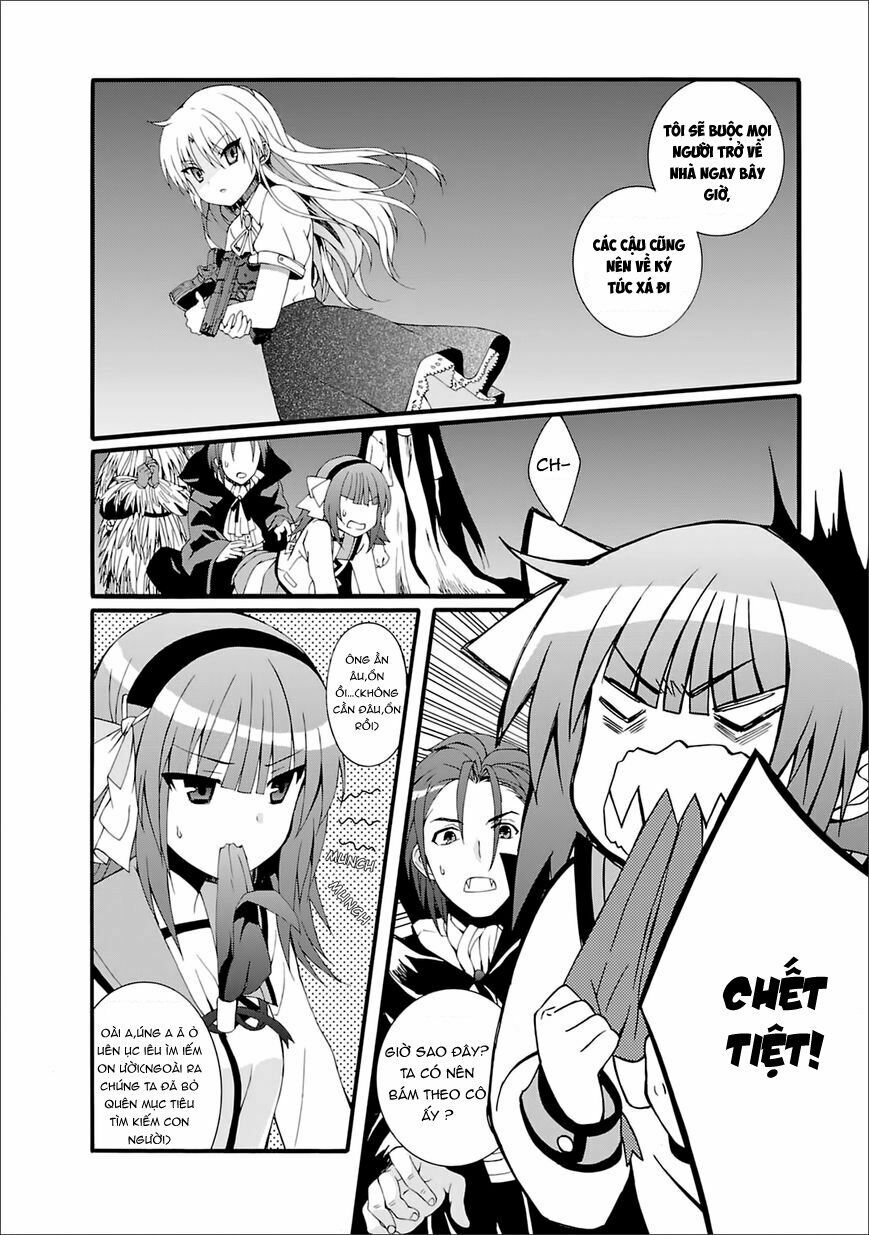 TÔI SẼ BUỘC MỌI
NGƯỜI TRỞ VỀ
NHÀ NGAY BÂY
GIỜ,
CÁC CẬU CŨNG
NÊN VỀ KÝ
TÚC XÁ ĐI
CH-
CHẾT
TIỆT!
GIỜ SAO ĐÂY?
TA CÓ NÊN
BÁM THEO CÔ
ẤY ?
ÔNG ẦN
ÂU,ỔN
ỒI...(KHÔNG
CẦN ĐÂU,ỔN
RỒI)
MUNCH
MUNCH
OÀI A,ÚNG A Ã Ỏ
UÊN ỤC IÊU ÌM IẾM
ON ƯỜI(NGOÀI RA
CHÚNG TA ĐÃ BỎ
QUÊN MỤC TIÊU
TÌM KIẾM CON
NGƯỜI)